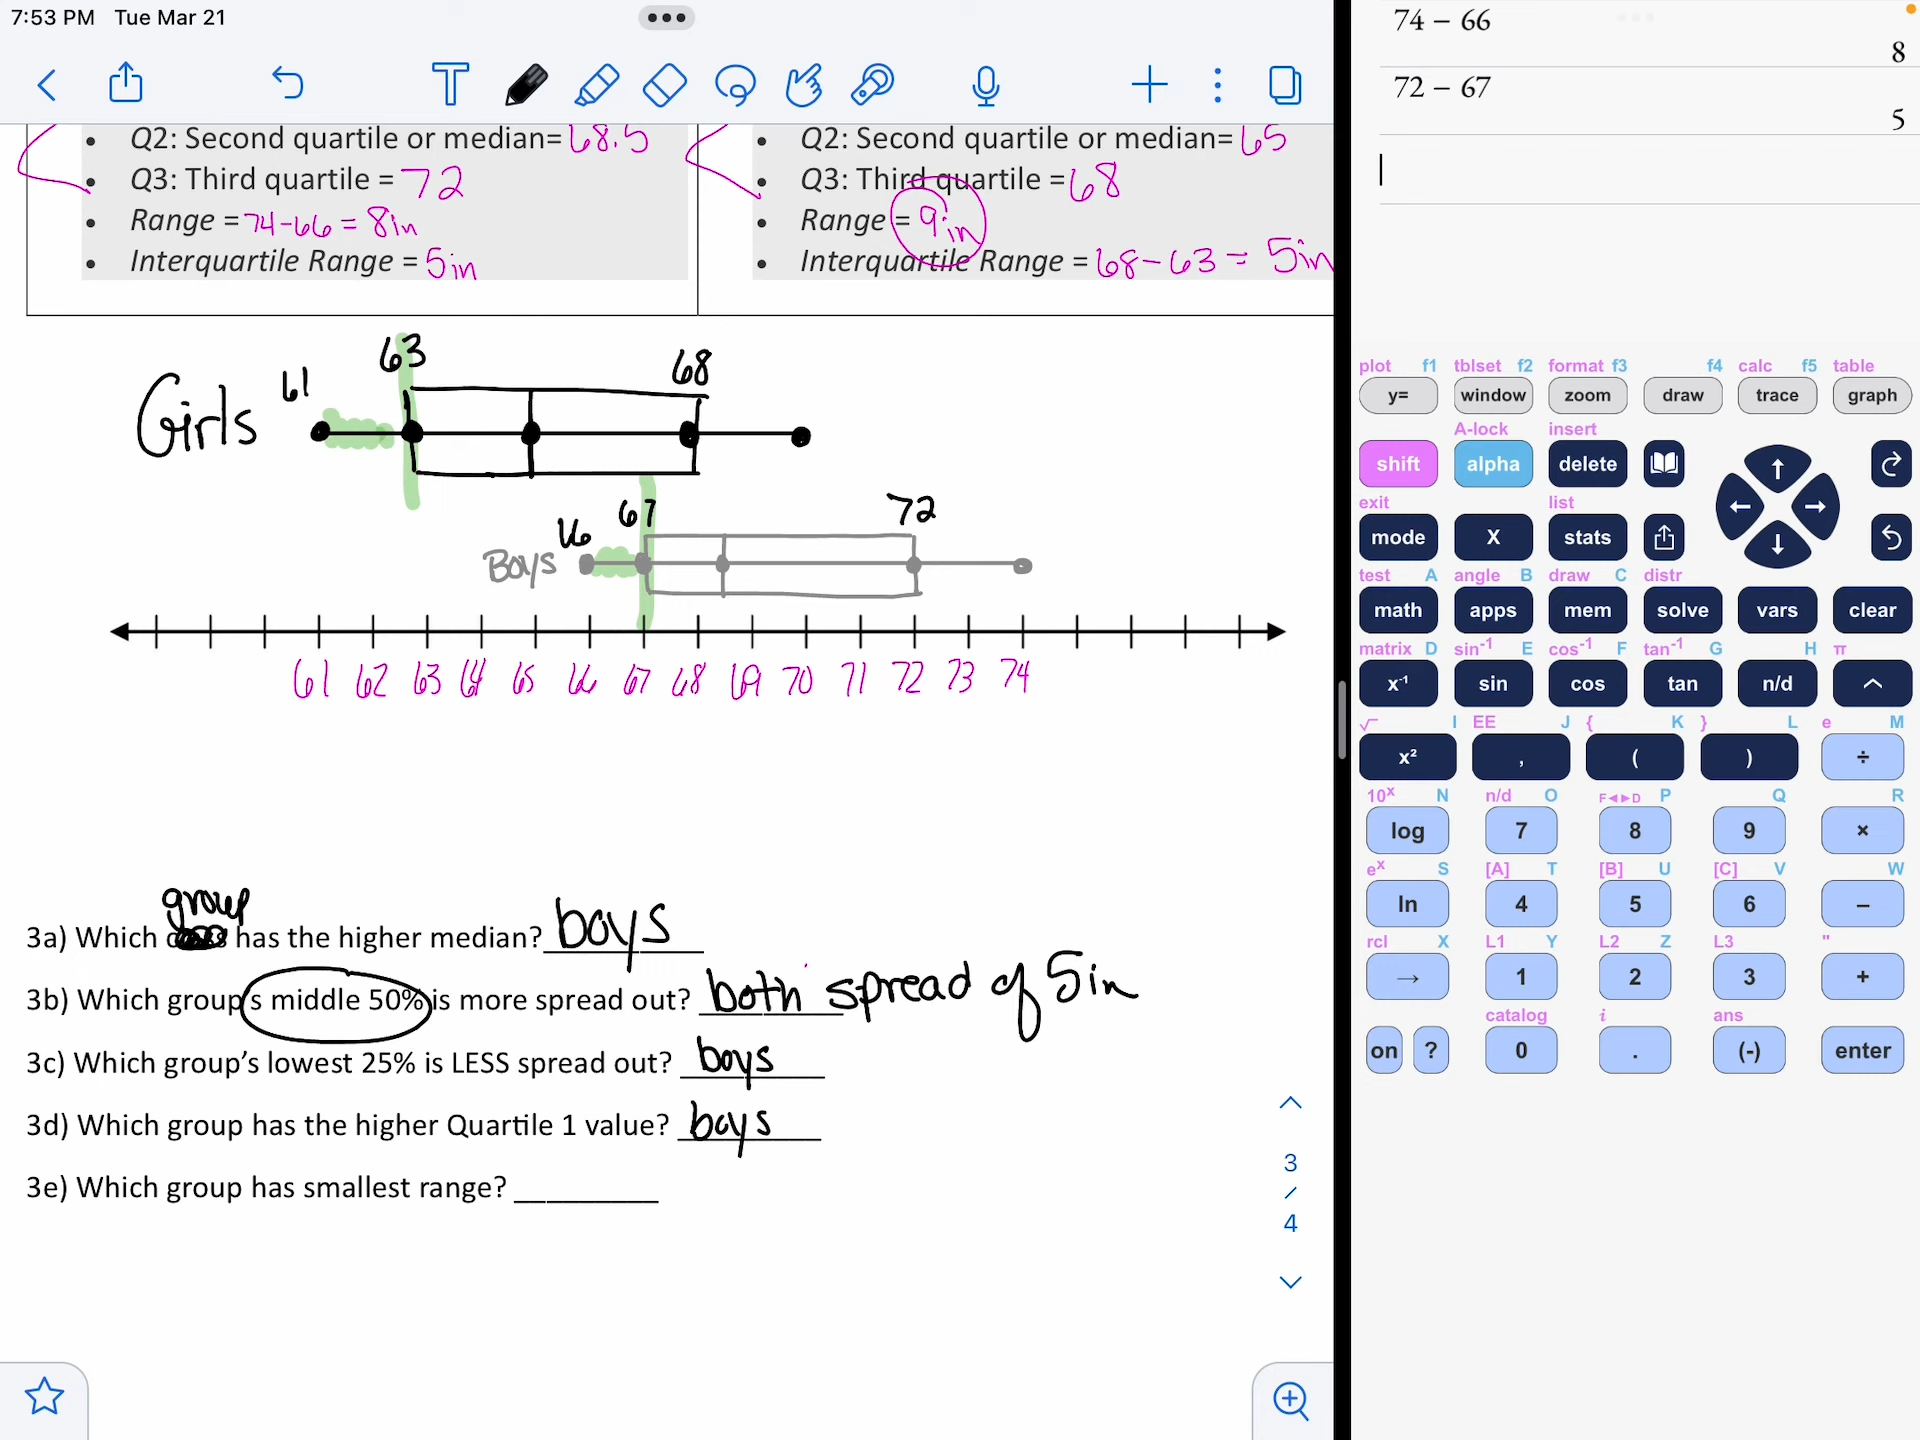 7:53 PM Tue Mar 21
• Q2: Second quartile or median= 68.5
• Q3: Third quartile = 72
• Range = 74-66 = 8in
• Interquartile Range = 5in
• Q2: Second quartile or median= 65
• Q3: Third quartile = 68
• Range = 9in
• Interquartile Range = 68-63 = 5in
Girls 61 63 68
Boys 66 67 72
61 62 63 64 65 66 67 68 69 70 71 72 73 74
group
3a) Which has the higher median? boys
3b) Which group's middle 50% is more spread out? both spread of 5in
3c) Which group's lowest 25% is LESS spread out? boys
3d) Which group has the higher Quartile 1 value? boys
3e) Which group has smallest range? _________
3
/
4
74 – 66
8
72 – 67
5
plot f1 tblset f2 format f3 f4 calc f5 table
y= window zoom draw trace graph
A-lock insert
shift alpha delete
exit list
mode X stats
test A angle B draw C distr
math apps mem solve vars clear
matrix D sin-1 E cos-1 F tan-1 G H π
x-1 sin cos tan n/d ^
√ I EE J { K } L e M
x² , ( ) ÷
10x N n/d O F◄►D P Q R
log 7 8 9 ×
ex S [A] T [B] U [C] V W
ln 4 5 6 –
rcl X L1 Y L2 Z L3 "
→ 1 2 3 +
catalog i ans
on ? 0 . (-) enter